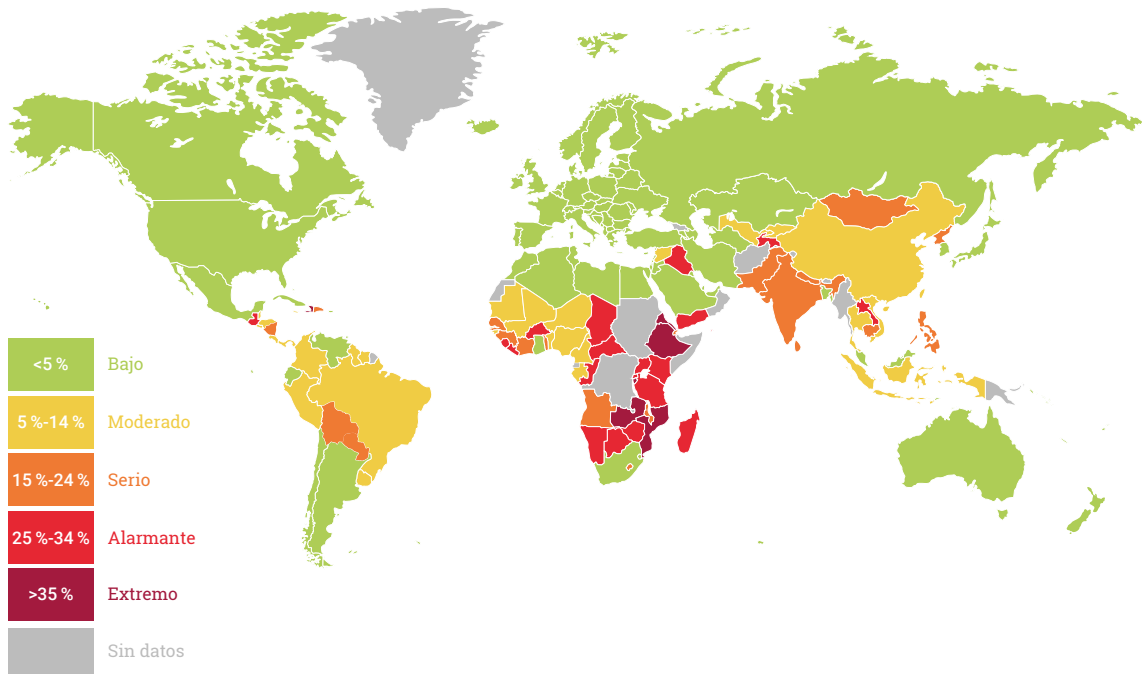 <5 % Bajo
5 %-14 % Moderado
15 %-24 % Serio
25 %-34 % Alarmante
>35 % Extremo
Sin datos